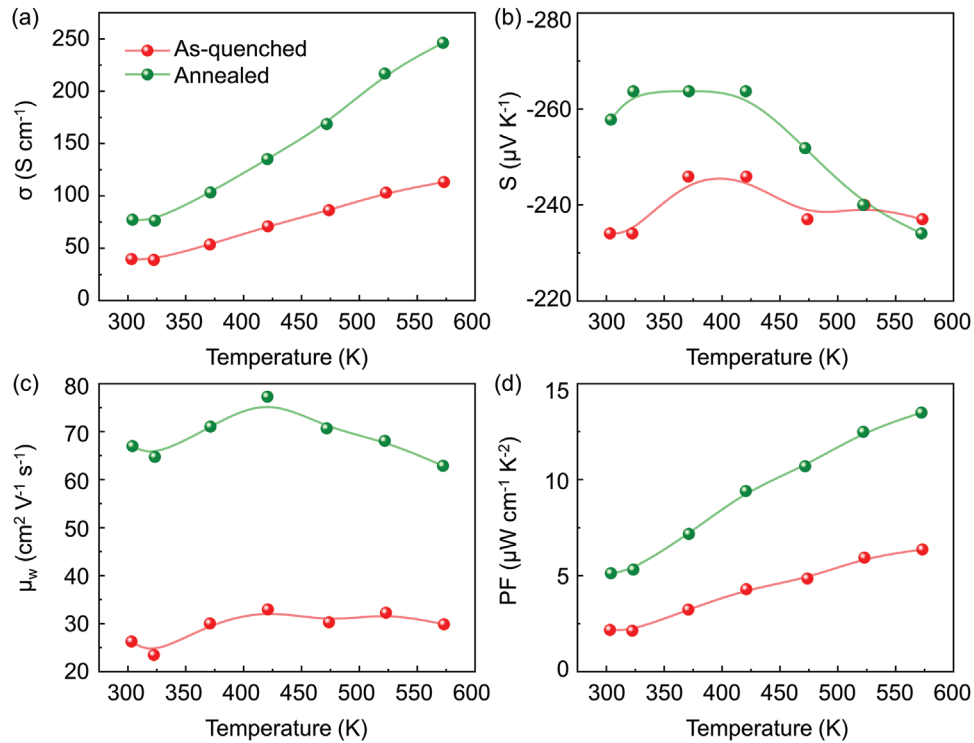 (a)
250
200
150
100
50
0
σ (S cm⁻¹)
As-quenched
Annealed
300 350 400 450 500 550 600
Temperature (K)
(b)
-280
-260
-240
-220
S (μV K⁻¹)
300 350 400 450 500 550 600
Temperature (K)
(c)
80
70
60
50
40
30
20
μw (cm² V⁻¹ s⁻¹)
300 350 400 450 500 550 600
Temperature (K)
(d)
15
10
5
0
PF (μW cm⁻¹ K⁻²)
300 350 400 450 500 550 600
Temperature (K)